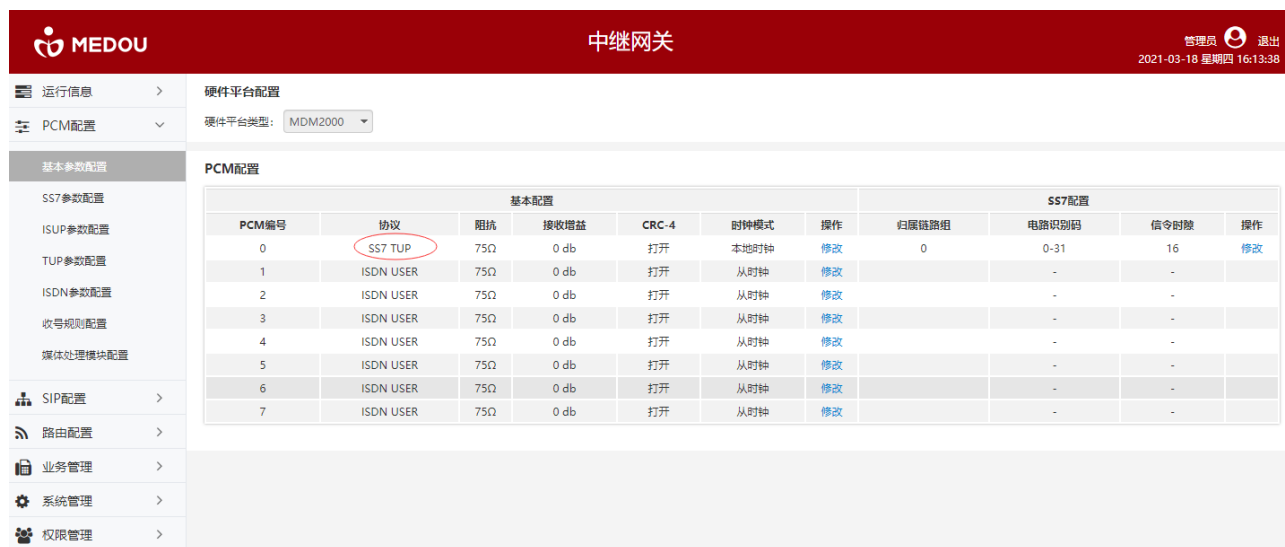 MEDOU
中继网关
管理员 退出
2021-03-18 星期四 16:13:38
运行信息
PCM配置
基本参数配置
SS7参数配置
ISUP参数配置
TUP参数配置
ISDN参数配置
收号规则配置
媒体处理模块配置
SIP配置
路由配置
业务管理
系统管理
权限管理
硬件平台配置
硬件平台类型: MDM2000
PCM配置
基本配置 SS7配置
PCM编号 协议 阻抗 接收增益 CRC-4 时钟模式 操作 归属链路组 电路识别码 信令时隙 操作
0 SS7 TUP 75Ω 0 db 打开 本地时钟 修改 0 0-31 16 修改
1 ISDN USER 75Ω 0 db 打开 从时钟 修改 - -
2 ISDN USER 75Ω 0 db 打开 从时钟 修改 - -
3 ISDN USER 75Ω 0 db 打开 从时钟 修改 - -
4 ISDN USER 75Ω 0 db 打开 从时钟 修改 - -
5 ISDN USER 75Ω 0 db 打开 从时钟 修改 - -
6 ISDN USER 75Ω 0 db 打开 从时钟 修改 - -
7 ISDN USER 75Ω 0 db 打开 从时钟 修改 - -